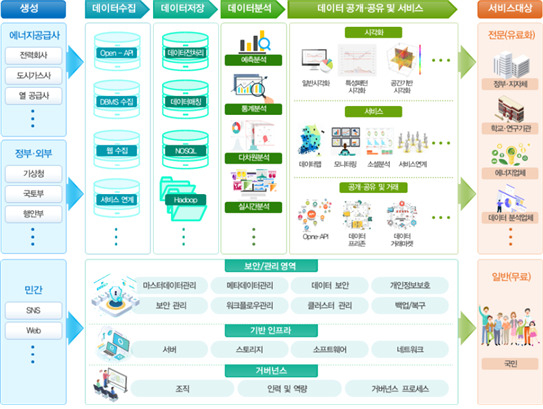 생성
데이터수집
데이터저장
데이터분석
데이터 공개·공유 및 서비스
서비스대상
에너지공급사
전력회사
도시가스사
열 공급사
정부·외부
기상청
국토부
행안부
민간
SNS
Web
Open - API
DBMS 수집
웹 수집
서비스 연계
데이터전처리
데이터매칭
NOSQL
Hadoop
예측분석
통계분석
다차원분석
실시간분석
시각화
일반시각화
특성패턴
시각화
공간기반
시각화
서비스
데이터맵
모니터링
소셜분석
서비스연계
공개·공유 및 거래
Opne-API
데이터
프리존
데이터
거래마켓
전문(유료화)
정부·지자체
학교·연구기관
에너지업체
데이터 분석업체
보안/관리 영역
마스터데이터관리
메타데이터관리
데이터 보안
개인정보보호
보안 관리
워크플로우관리
클러스터 관리
백업/복구
기반 인프라
서버
스토리지
소프트웨어
네트워크
거버넌스
조직
인력 및 역량
거버넌스 프로세스
일반(무료)
국민